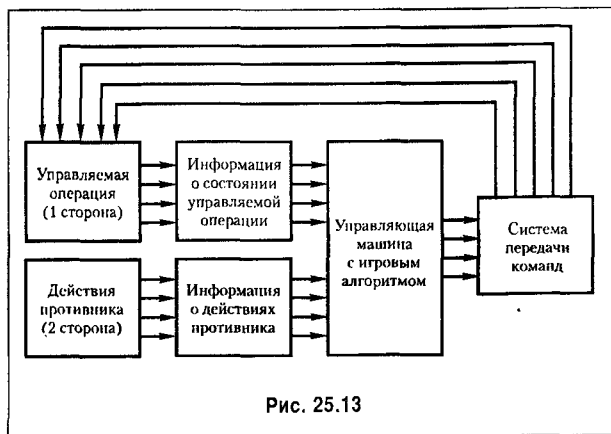 Управляемая
операция
(1 сторона)
Информация
о состоянии
управляемой
операции
Управляющая
машина
с игровым
алгоритмом
Система
передачи
команд
Действия
противника
(2 сторона)
Информация
о действиях
противника
Рис. 25.13